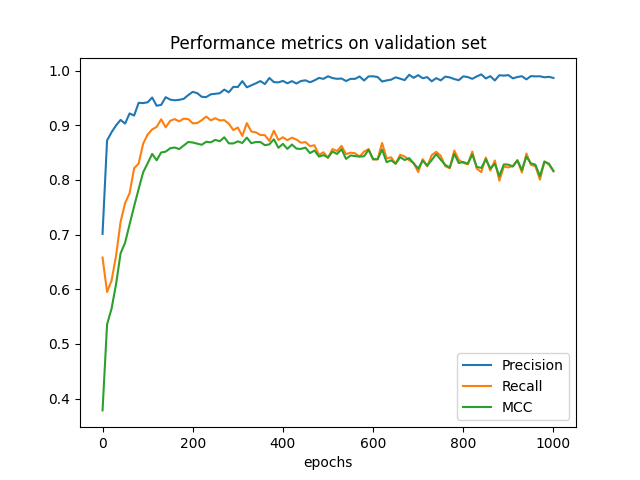 Performance metrics on validation set
1.0
0.9
0.8
0.7
0.6
0.5
0.4
0 200 400 600 800 1000
epochs
Precision
Recall
MCC